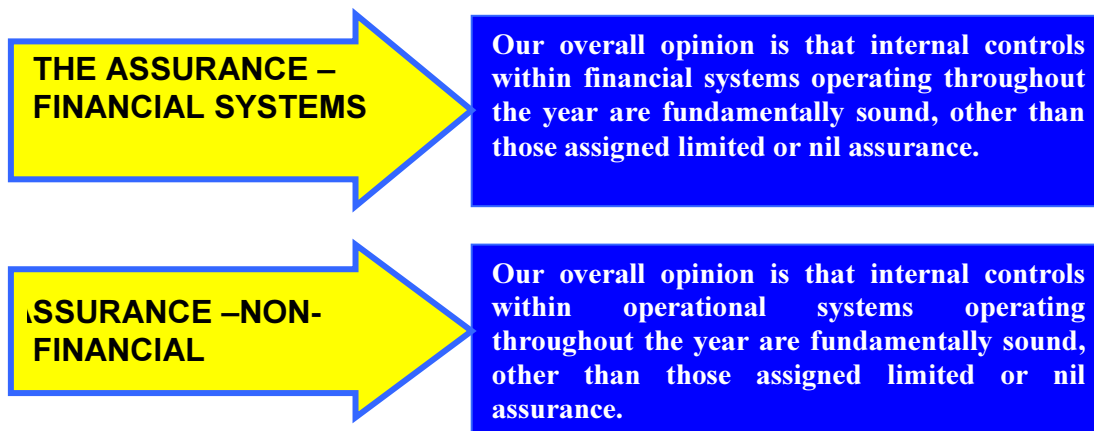 THE ASSURANCE –
FINANCIAL SYSTEMS
Our overall opinion is that internal controls
within financial systems operating throughout
the year are fundamentally sound, other than
those assigned limited or nil assurance.
ASSURANCE –NON-
FINANCIAL
Our overall opinion is that internal controls
within operational systems operating
throughout the year are fundamentally sound,
other than those assigned limited or nil
assurance.